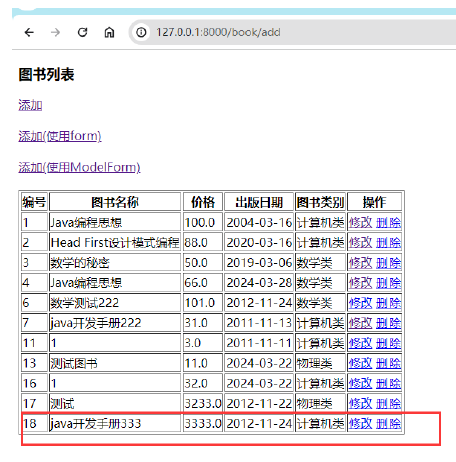 127.0.0.1:8000/book/add
图书列表
添加
添加(使用form)
添加(使用ModelForm)
编号 图书名称 价格 出版日期 图书类别 操作
1 Java编程思想 100.0 2004-03-16 计算机类 修改 删除
2 Head First设计模式编程 88.0 2020-03-16 计算机类 修改 删除
3 数学的秘密 50.0 2019-03-06 数学类 修改 删除
4 Java编程思想 66.0 2024-03-28 数学类 修改 删除
6 数学测试222 101.0 2012-11-24 数学类 修改 删除
7 java开发手册222 31.0 2011-11-13 计算机类 修改 删除
11 1 3.0 2011-11-11 计算机类 修改 删除
13 测试图书 11.0 2024-03-22 物理类 修改 删除
16 1 32.0 2024-03-22 计算机类 修改 删除
17 测试 3233.0 2012-11-22 物理类 修改 删除
18 java开发手册333 3333.0 2012-11-24 计算机类 修改 删除